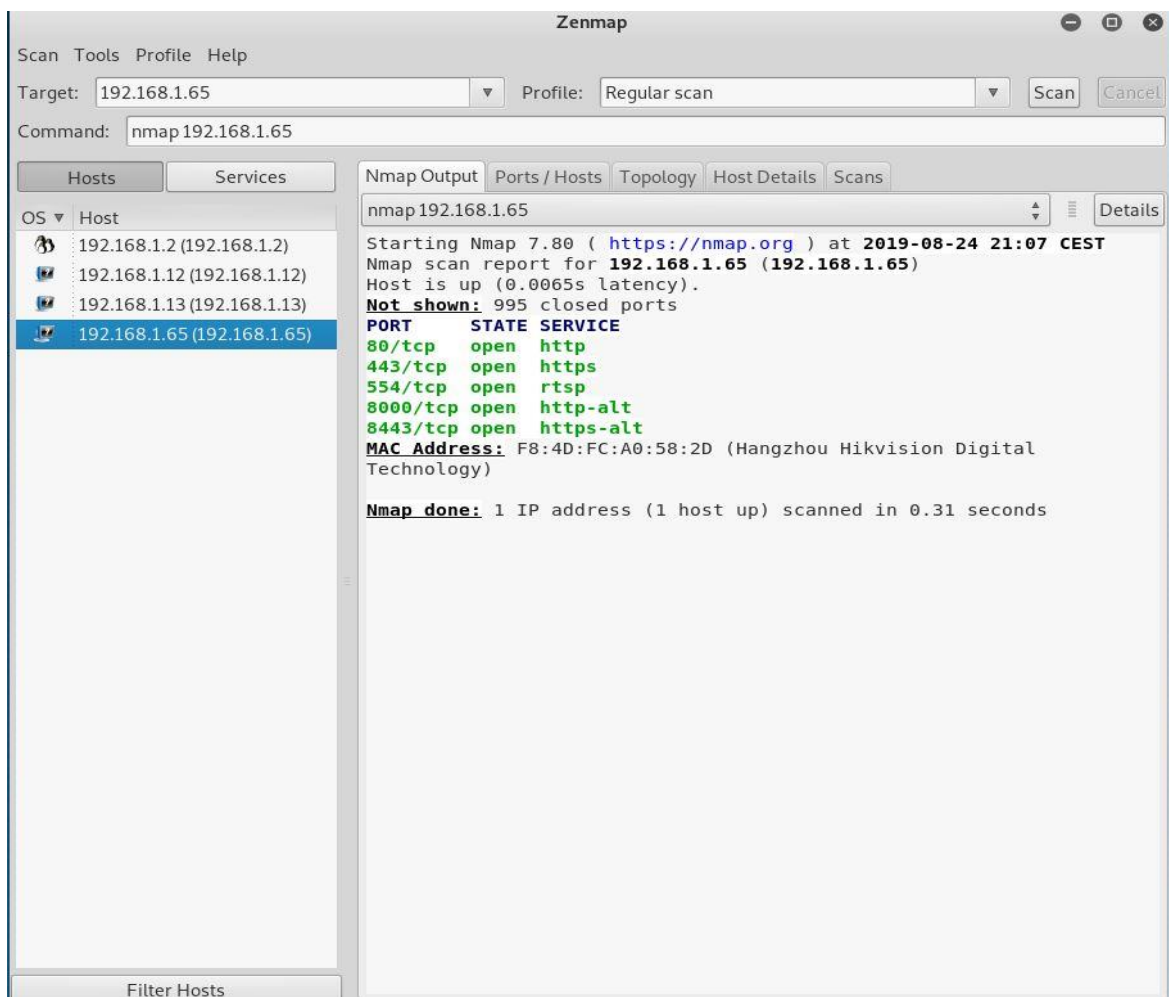 Zenmap
Scan Tools Profile Help
Target: 192.168.1.65 Profile: Regular scan Scan Cancel
Command: nmap 192.168.1.65
Hosts Services
OS Host
192.168.1.2 (192.168.1.2)
192.168.1.12 (192.168.1.12)
192.168.1.13 (192.168.1.13)
192.168.1.65 (192.168.1.65)
Filter Hosts
Nmap Output Ports / Hosts Topology Host Details Scans
nmap 192.168.1.65 Details
Starting Nmap 7.80 ( https://nmap.org ) at 2019-08-24 21:07 CEST
Nmap scan report for 192.168.1.65 (192.168.1.65)
Host is up (0.0065s latency).
Not shown: 995 closed ports
PORT STATE SERVICE
80/tcp open http
443/tcp open https
554/tcp open rtsp
8000/tcp open http-alt
8443/tcp open https-alt
MAC Address: F8:4D:FC:A0:58:2D (Hangzhou Hikvision Digital
Technology)
Nmap done: 1 IP address (1 host up) scanned in 0.31 seconds